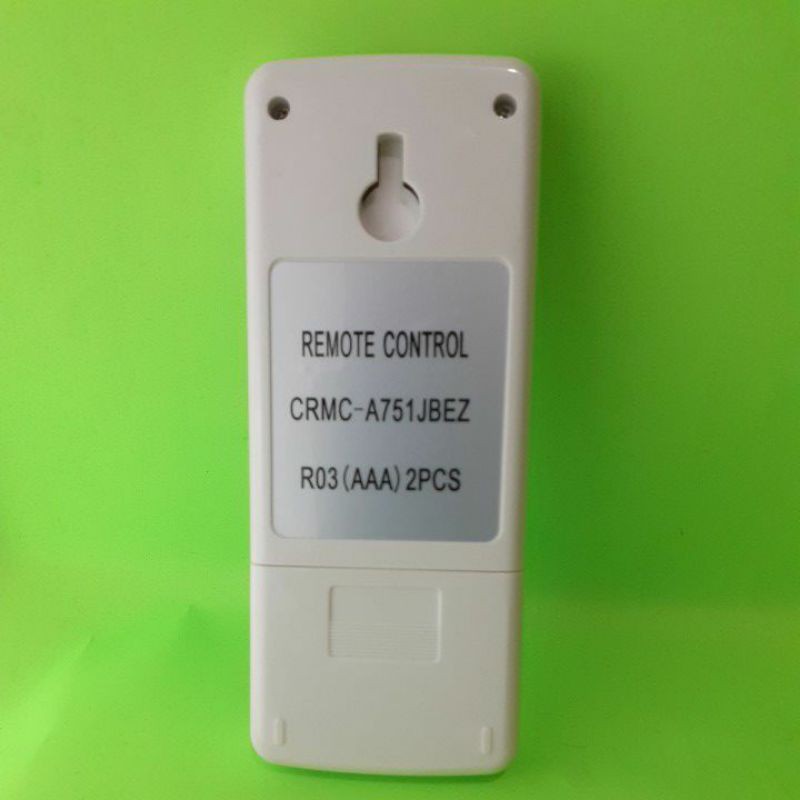 REMOTE CONTROL
CRMC-A751JBEZ
R03(AAA)2PCS